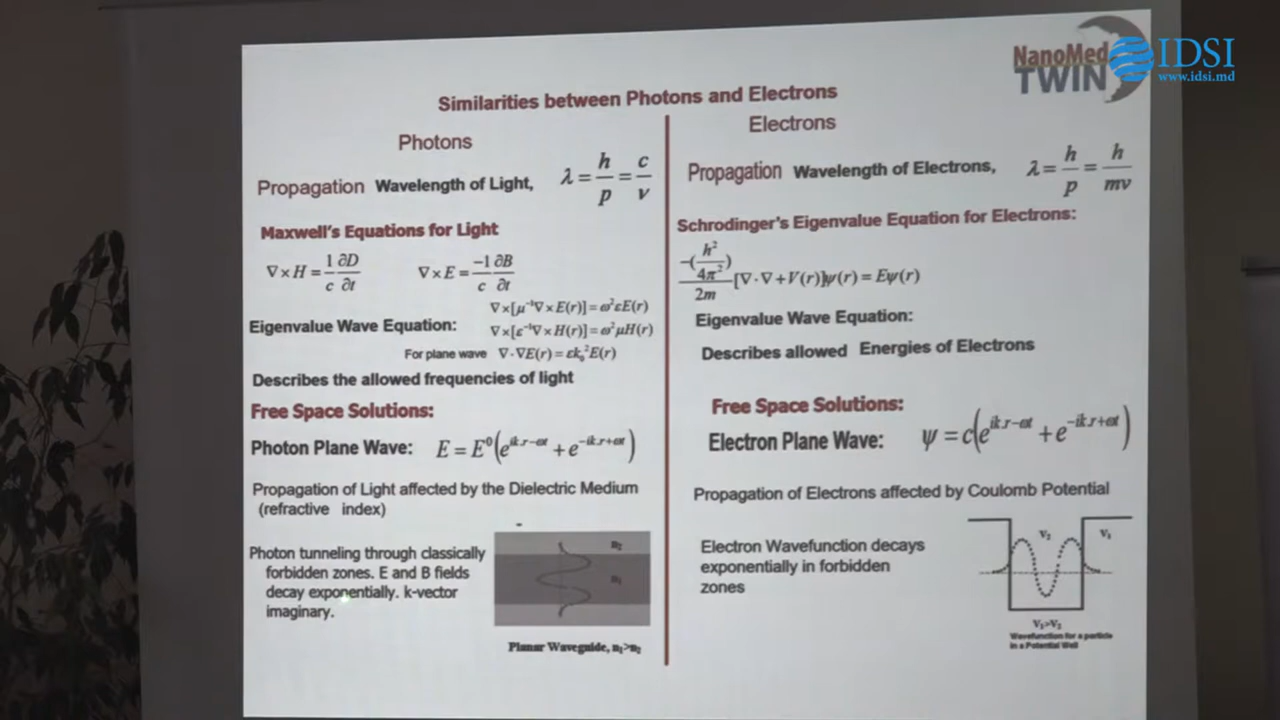 NanoMed
TWIN
IDSI
www.idsi.md
Similarities between Photons and Electrons
Photons
Propagation Wavelength of Light, λ = h/p = c/ν
Maxwell's Equations for Light
∇×H = 1/c ∂D/∂t ∇×E = -1/c ∂B/∂t
∇×[μ⁻¹∇×E(r)] = ω²εE(r)
Eigenvalue Wave Equation: ∇×[ε⁻¹∇×H(r)] = ω²μH(r)
For plane wave ∇·∇E(r) = εk₀²E(r)
Describes the allowed frequencies of light
Free Space Solutions:
Photon Plane Wave: E = E⁰(e^{ik.r-ωt} + e^{-ik.r+ωt})
Propagation of Light affected by the Dielectric Medium
(refractive index)
Photon tunneling through classically
forbidden zones. E and B fields
decay exponentially. k-vector
imaginary.
n₂
n₁
Planar Waveguide, n₁>n₂
Electrons
Propagation Wavelength of Electrons, λ = h/p = h/mv
Schrodinger's Eigenvalue Equation for Electrons:
-(h²/4π²)/2m [∇·∇+V(r)]ψ(r) = Eψ(r)
Eigenvalue Wave Equation:
Describes allowed Energies of Electrons
Free Space Solutions:
Electron Plane Wave: ψ = c(e^{ik.r-ωt} + e^{-ik.r+ωt})
Propagation of Electrons affected by Coulomb Potential
Electron Wavefunction decays
exponentially in forbidden
zones
V₂
V₁
V₁>V₂
Wavefunction for a particle
in a Potential Well